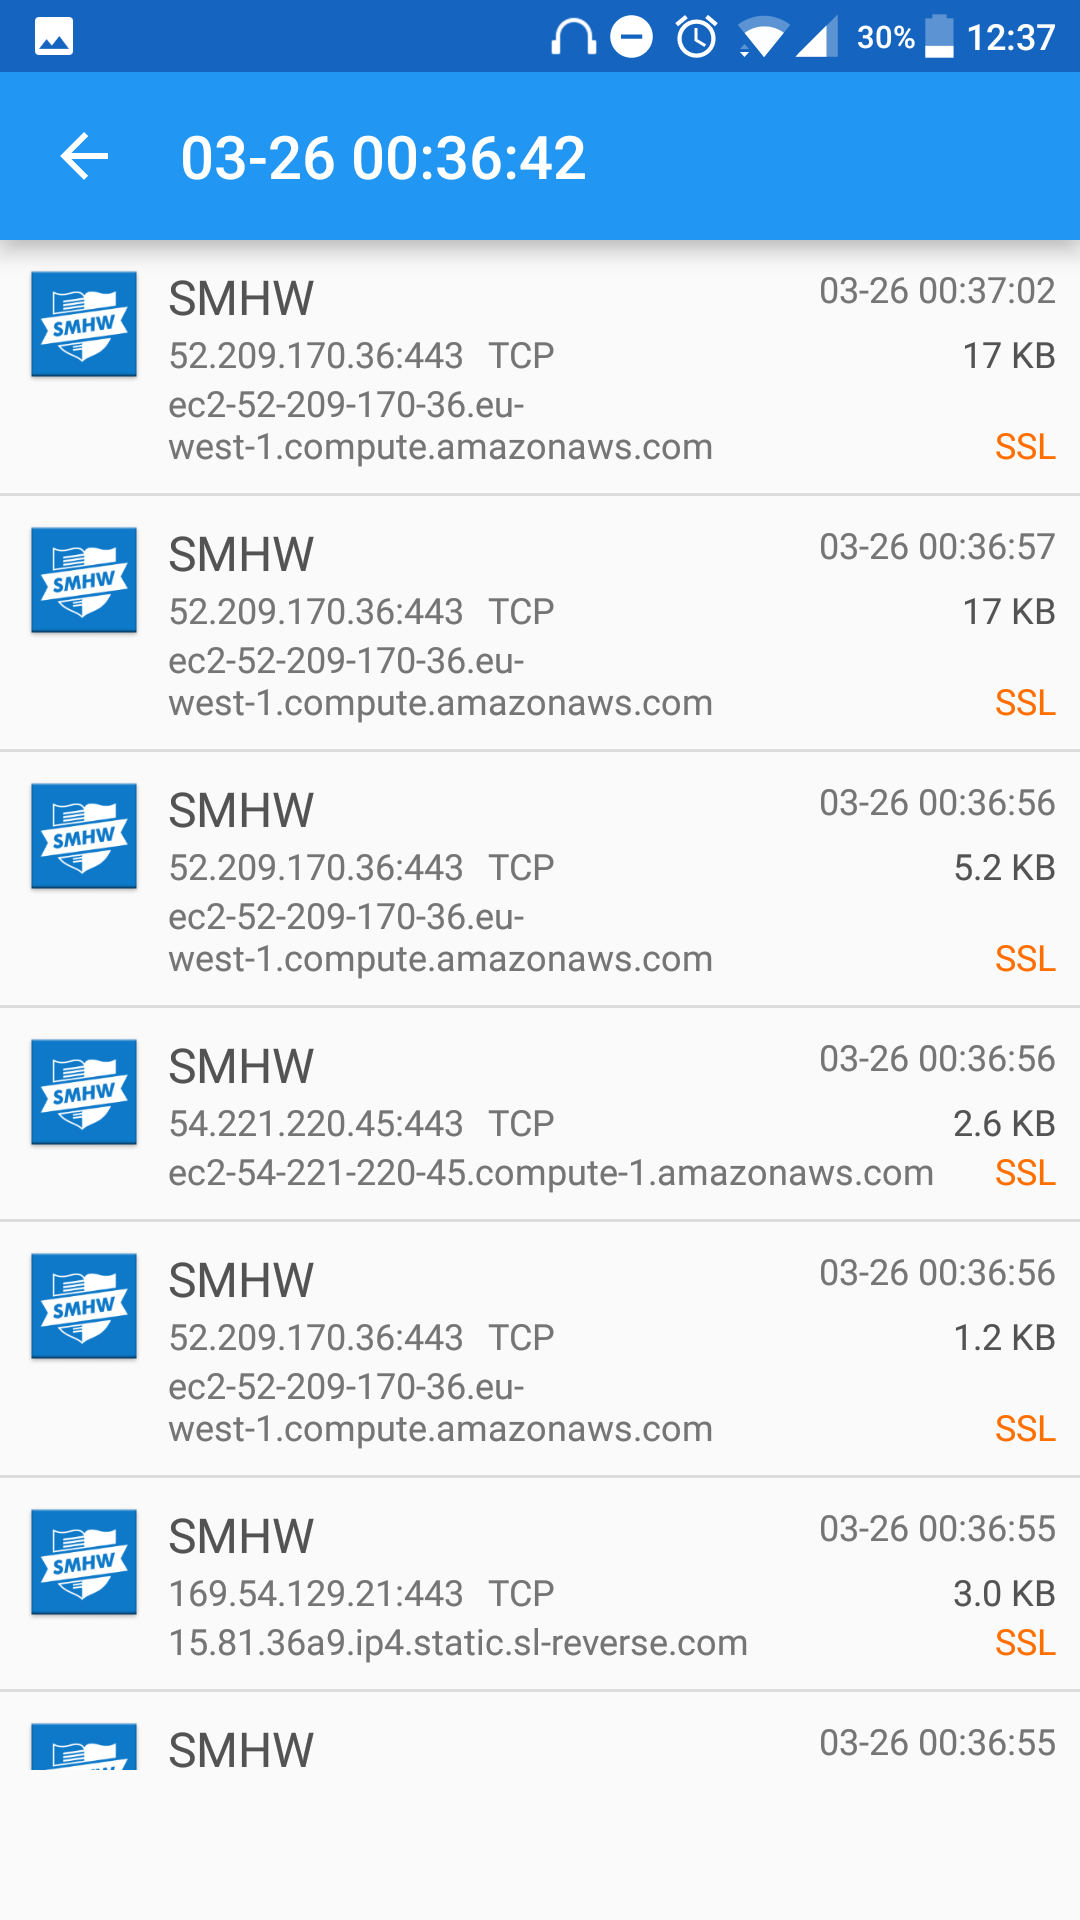 30% 12:37
03-26 00:36:42
SMHW
SMHW 03-26 00:37:02
52.209.170.36:443 TCP 17 KB
ec2-52-209-170-36.eu-
west-1.compute.amazonaws.com SSL
SMHW
SMHW 03-26 00:36:57
52.209.170.36:443 TCP 17 KB
ec2-52-209-170-36.eu-
west-1.compute.amazonaws.com SSL
SMHW
SMHW 03-26 00:36:56
52.209.170.36:443 TCP 5.2 KB
ec2-52-209-170-36.eu-
west-1.compute.amazonaws.com SSL
SMHW
SMHW 03-26 00:36:56
54.221.220.45:443 TCP 2.6 KB
ec2-54-221-220-45.compute-1.amazonaws.com SSL
SMHW
SMHW 03-26 00:36:56
52.209.170.36:443 TCP 1.2 KB
ec2-52-209-170-36.eu-
west-1.compute.amazonaws.com SSL
SMHW
SMHW 03-26 00:36:55
169.54.129.21:443 TCP 3.0 KB
15.81.36a9.ip4.static.sl-reverse.com SSL
SMHW 03-26 00:36:55